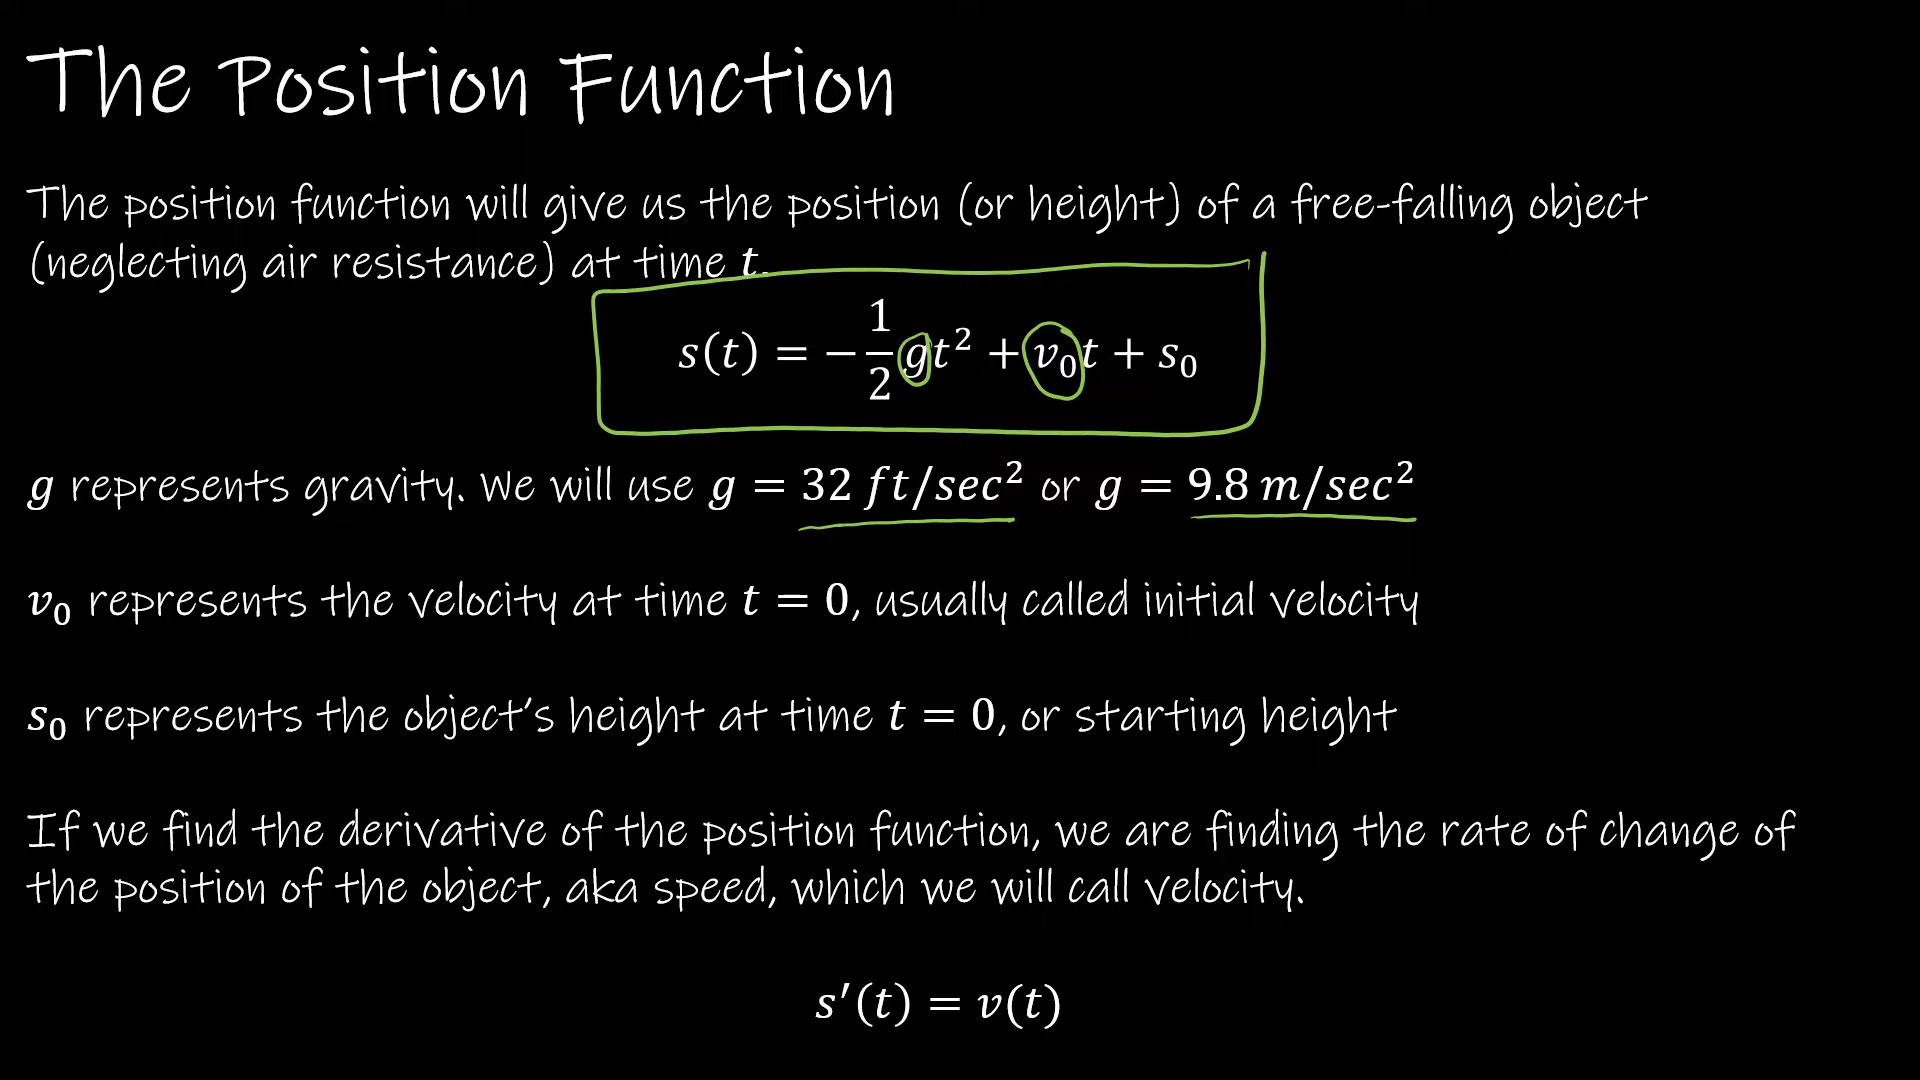 The Position Function
The position function will give us the position (or height) of a free-falling object
(neglecting air resistance) at time t.
s(t) = −1/2 gt² + v₀t + s₀
g represents gravity. We will use g = 32 ft/sec² or g = 9.8 m/sec²
v₀ represents the velocity at time t = 0, usually called initial velocity
s₀ represents the object's height at time t = 0, or starting height
If we find the derivative of the position function, we are finding the rate of change of
the position of the object, aka speed, which we will call velocity.
s′(t) = v(t)